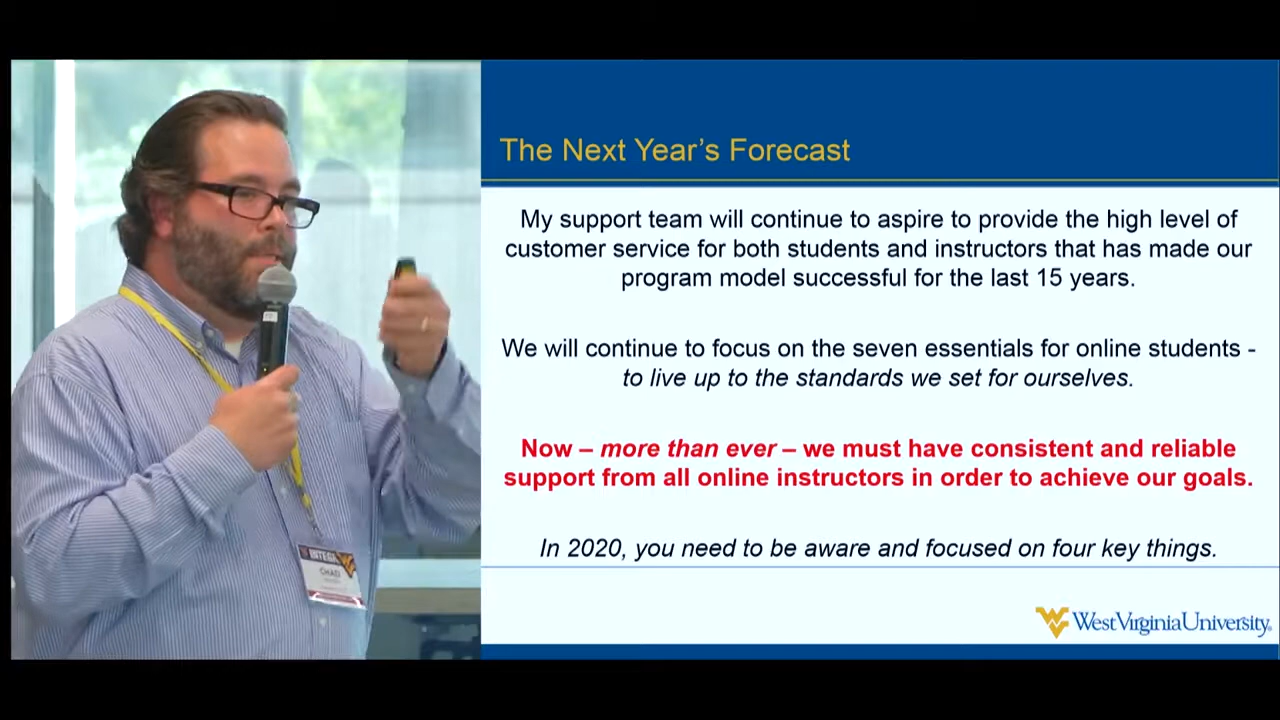 The Next Year's Forecast
My support team will continue to aspire to provide the high level of
customer service for both students and instructors that has made our
program model successful for the last 15 years.
We will continue to focus on the seven essentials for online students -
to live up to the standards we set for ourselves.
Now – more than ever – we must have consistent and reliable
support from all online instructors in order to achieve our goals.
In 2020, you need to be aware and focused on four key things.
WestVirginiaUniversity
CHAD